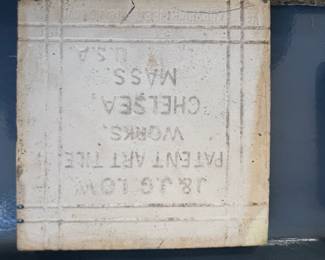 J. & J. G. LOW
PATENT ART TILE
WORKS.
CHELSEA,
MASS.
U.S.A